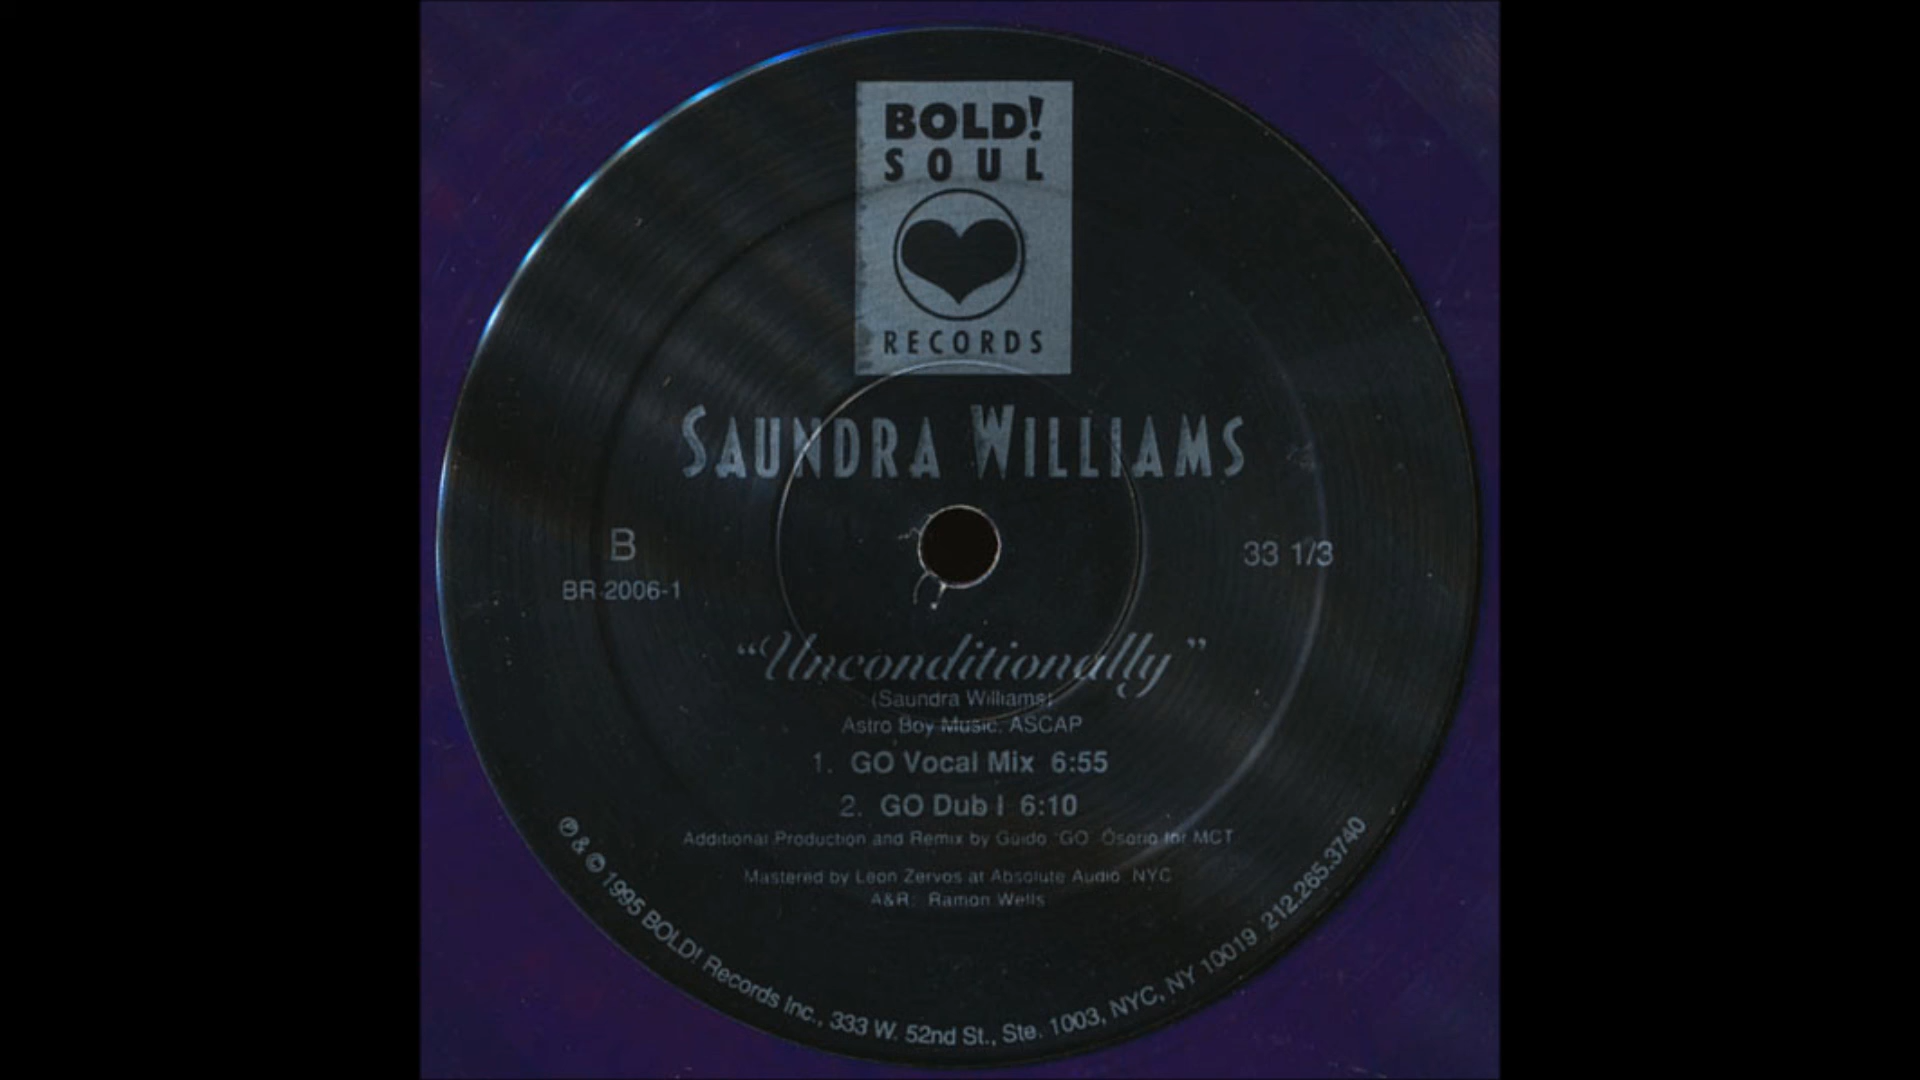 BOLD!
SOUL
RECORDS
SAUNDRA WILLIAMS
B
33 1/3
BR 2006-1
“Unconditionally”
(Saundra Williams)
Astro Boy Music. ASCAP
1. GO Vocal Mix 6:55
2. GO Dub I 6:10
Additional Production and Remix by Guido "GO" Osorio for MCT
Mastered by Leon Zervos at Absolute Audio, NYC
A&R: Ramon Wells
℗ & © 1995 BOLD! Records Inc., 333 W. 52nd St., Ste. 1003, NYC, NY 10019 212.265.3740